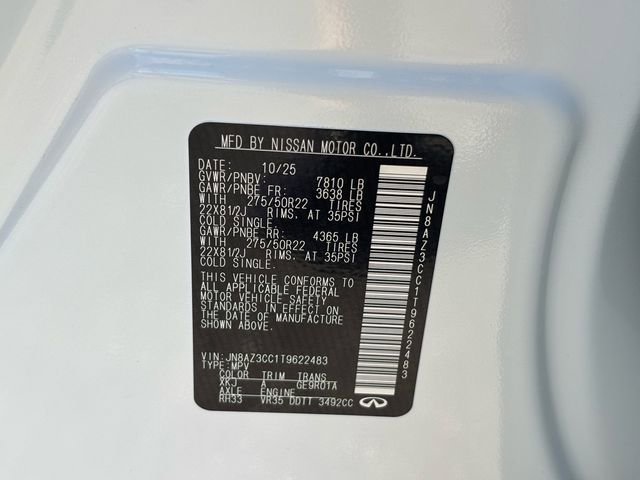 MFD BY NISSAN MOTOR CO.,LTD.
DATE: 10/25
GVWR/PNBV: 7810 LB
GAWR/PNBE FR: 3638 LB
WITH 275/50R22 TIRES
22X81/2J RIMS, AT 35PSI
COLD SINGLE.
GAWR/PNBE RR: 4365 LB
WITH 275/50R22 TIRES
22X81/2J RIMS, AT 35PSI
COLD SINGLE.
THIS VEHICLE CONFORMS TO
ALL APPLICABLE FEDERAL
MOTOR VEHICLE SAFETY
STANDARDS IN EFFECT ON
THE DATE OF MANUFACTURE
SHOWN ABOVE.
VIN: JN8AZ3CC1T9622483
TYPE: MPV
COLOR TRIM TRANS
XKJ A GE9R01A
AXLE ENGINE
RH33 VR35 DDTT 3492CC
JN8AZ3CC1T9622483